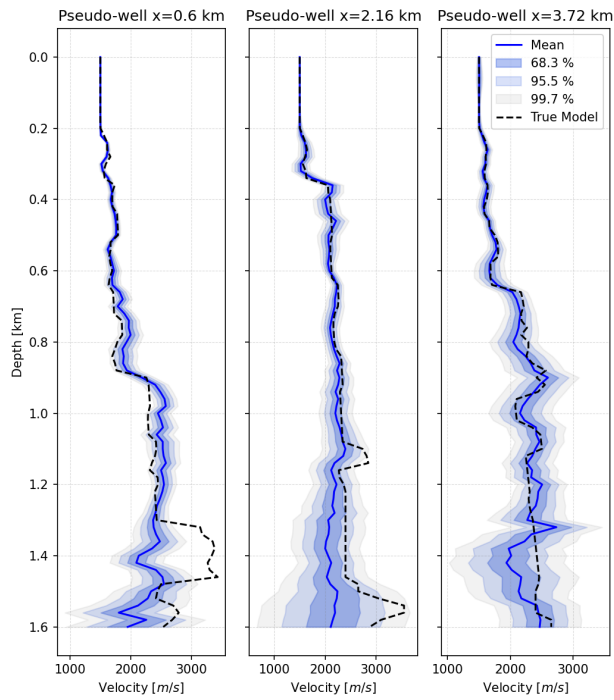 Pseudo-well x=0.6 km
Pseudo-well x=2.16 km
Pseudo-well x=3.72 km
Mean
68.3 %
95.5 %
99.7 %
True Model
Depth [km]
0.0
0.2
0.4
0.6
0.8
1.0
1.2
1.4
1.6
1000 2000 3000
1000 2000 3000
1000 2000 3000
Velocity [m/s]
Velocity [m/s]
Velocity [m/s]